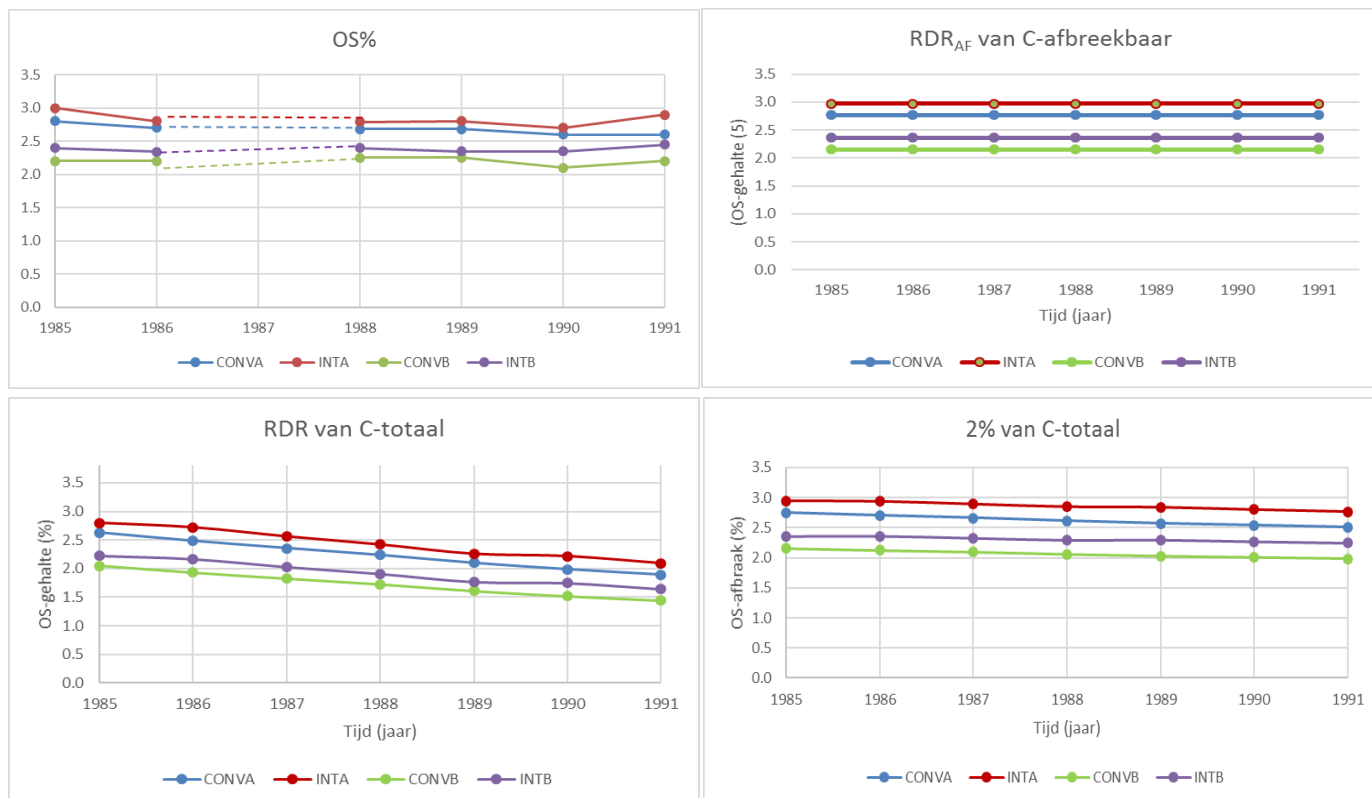 OS%
3.5
3.0
2.5
2.0
1.5
1.0
0.5
0.0
1985 1986 1987 1988 1989 1990 1991
CONVA INTA CONVB INTB
RDRAF van C-afbreekbaar
(OS-gehalte (5)
3.5
3.0
2.5
2.0
1.5
1.0
0.5
0.0
1985 1986 1987 1988 1989 1990 1991
Tijd (jaar)
CONVA INTA CONVB INTB
RDR van C-totaal
OS-gehalte (%)
3.5
3.0
2.5
2.0
1.5
1.0
0.5
0.0
1985 1986 1987 1988 1989 1990 1991
Tijd (jaar)
CONVA INTA CONVB INTB
2% van C-totaal
OS-afbraak (%)
3.5
3.0
2.5
2.0
1.5
1.0
0.5
0.0
1985 1986 1987 1988 1989 1990 1991
Tijd (jaar)
CONVA INTA CONVB INTB